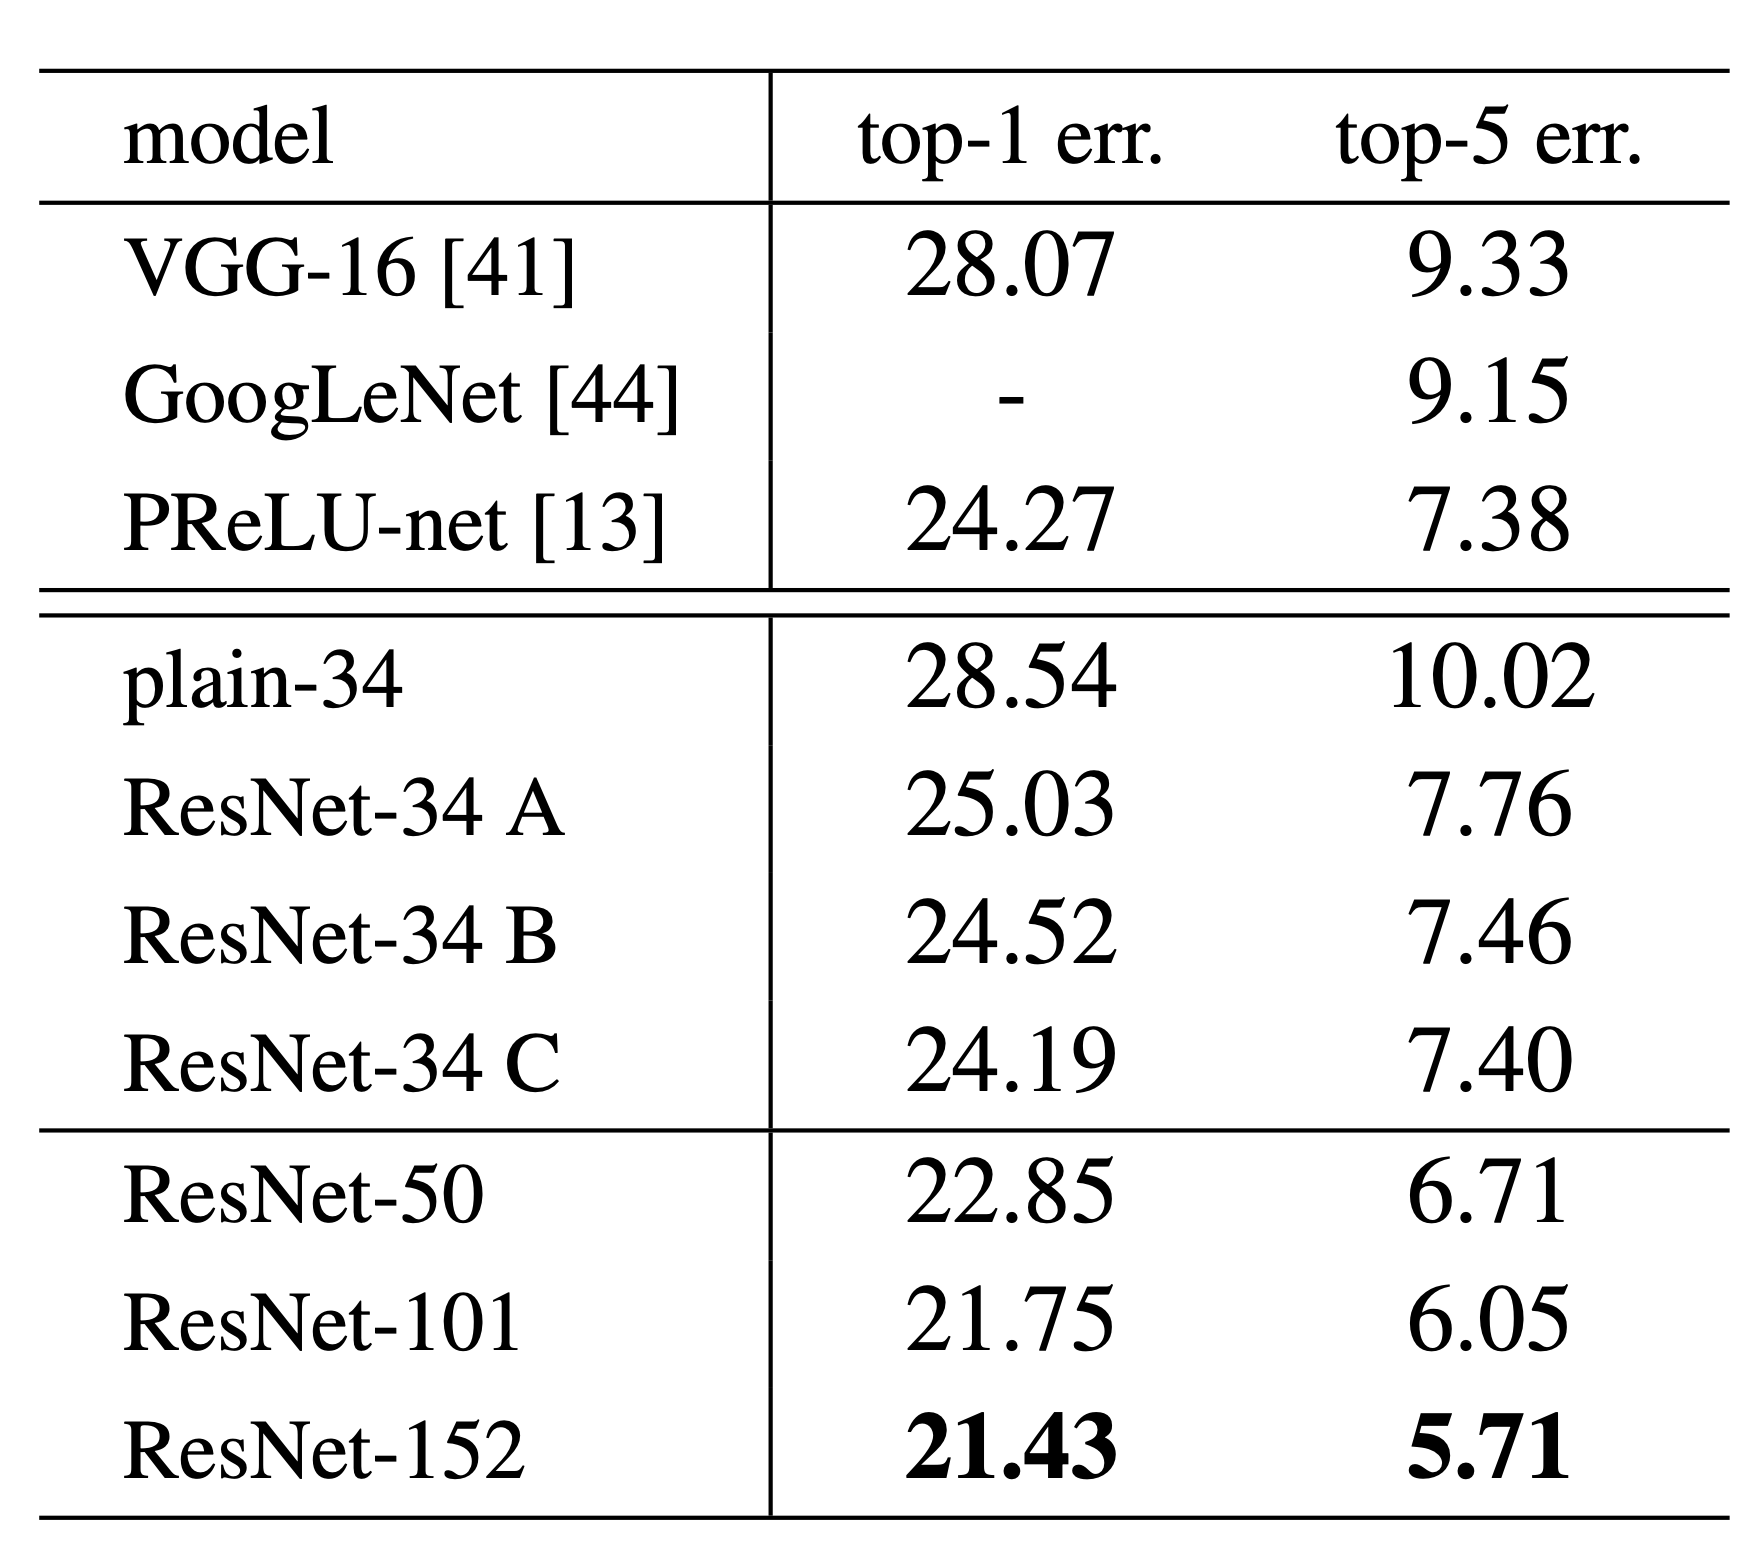 model top-1 err. top-5 err.
VGG-16 [41] 28.07 9.33
GoogLeNet [44] - 9.15
PReLU-net [13] 24.27 7.38
plain-34 28.54 10.02
ResNet-34 A 25.03 7.76
ResNet-34 B 24.52 7.46
ResNet-34 C 24.19 7.40
ResNet-50 22.85 6.71
ResNet-101 21.75 6.05
ResNet-152 21.43 5.71